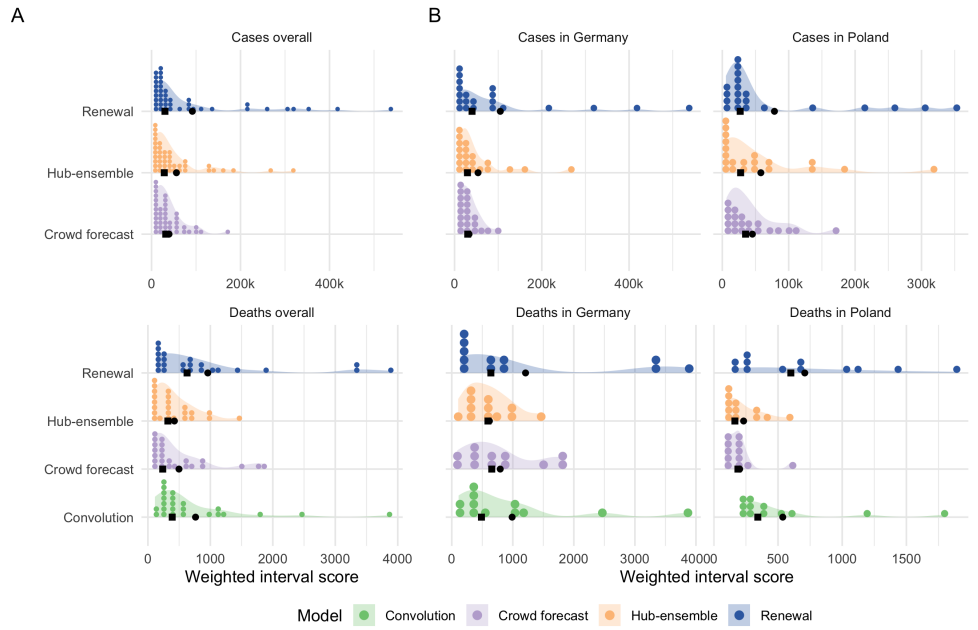 A
B
Cases overall
Cases in Germany
Cases in Poland
Renewal
Hub-ensemble
Crowd forecast
0 200k 400k
0 200k 400k
0 100k 200k 300k
Deaths overall
Deaths in Germany
Deaths in Poland
Renewal
Hub-ensemble
Crowd forecast
Convolution
0 1000 2000 3000 4000
0 1000 2000 3000 4000
0 500 1000 1500
Weighted interval score
Weighted interval score
Model Convolution Crowd forecast Hub-ensemble Renewal